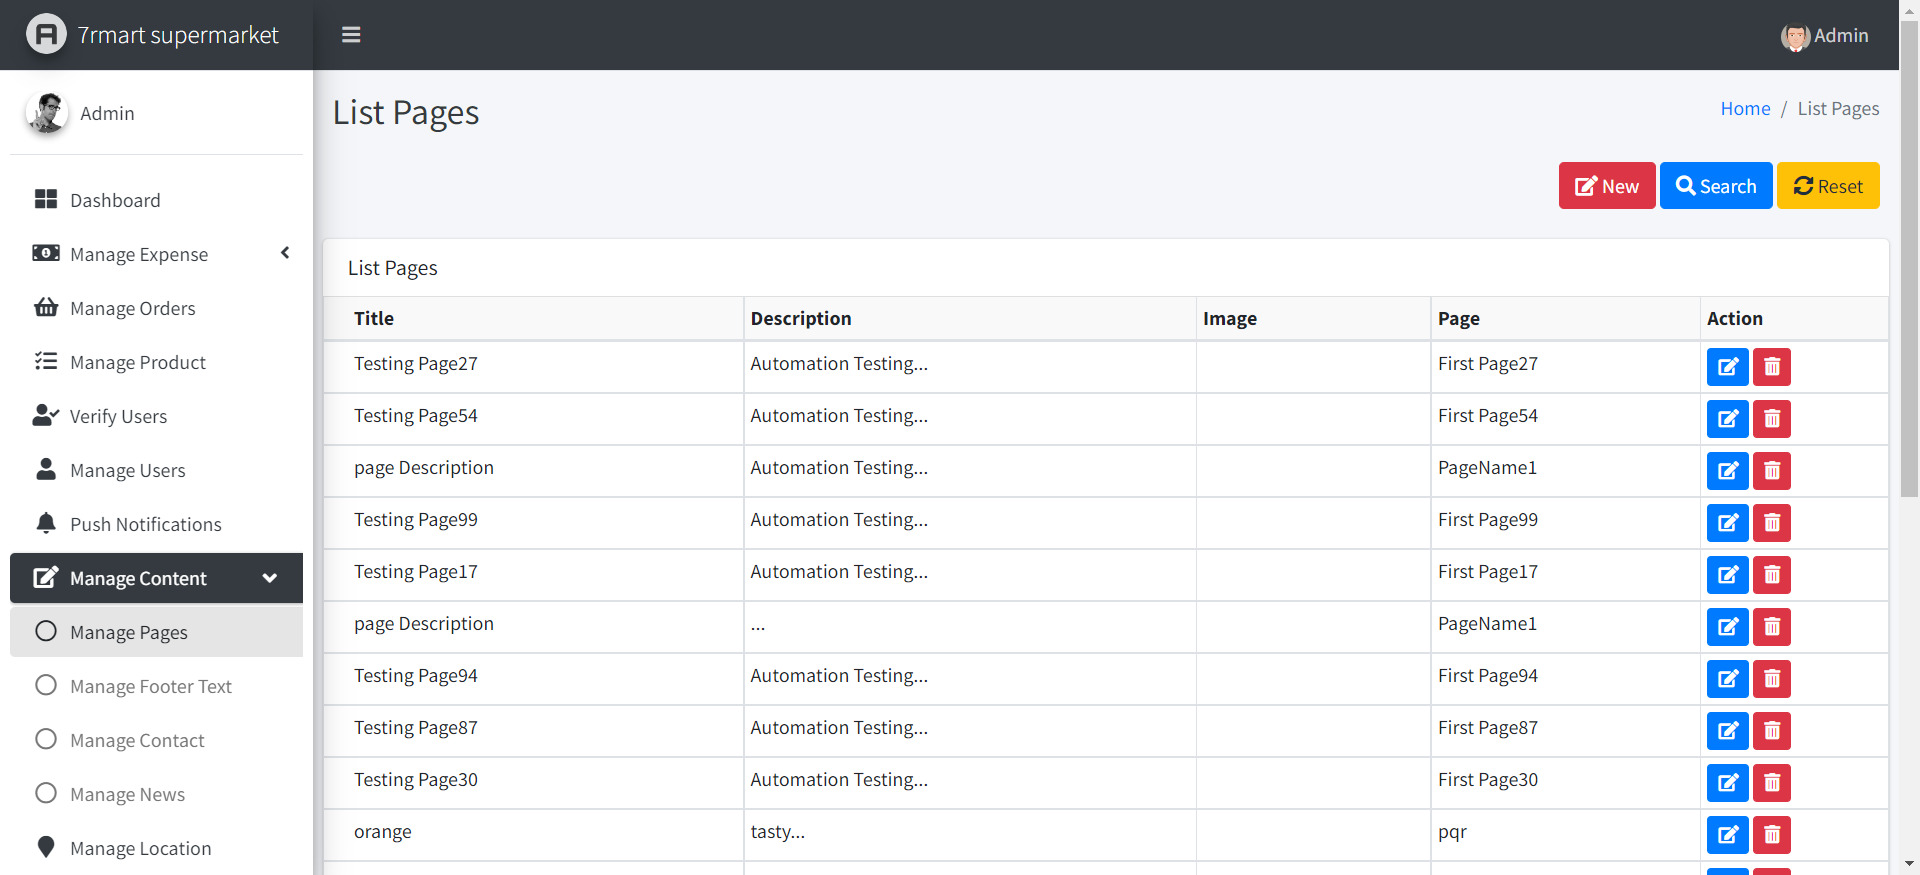 7rmart supermarket
Admin
Admin
List Pages
Home / List Pages
Dashboard
Manage Expense
Manage Orders
Manage Product
Verify Users
Manage Users
Push Notifications
Manage Content
Manage Pages
Manage Footer Text
Manage Contact
Manage News
Manage Location
New Search Reset
List Pages
Title Description Image Page Action
Testing Page27 Automation Testing... First Page27
Testing Page54 Automation Testing... First Page54
page Description Automation Testing... PageName1
Testing Page99 Automation Testing... First Page99
Testing Page17 Automation Testing... First Page17
page Description ... PageName1
Testing Page94 Automation Testing... First Page94
Testing Page87 Automation Testing... First Page87
Testing Page30 Automation Testing... First Page30
orange tasty... pqr